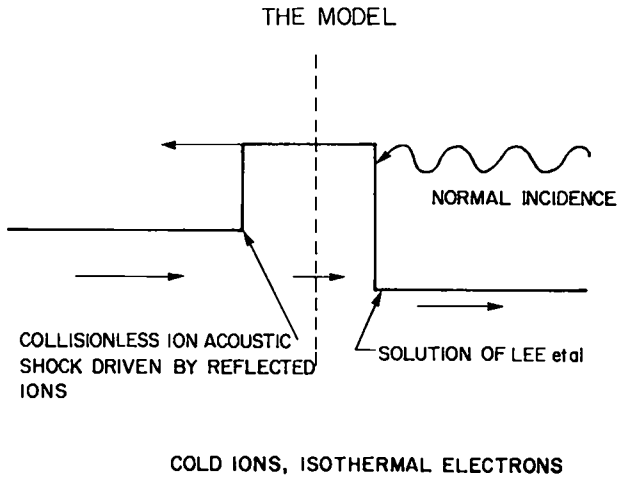 THE MODEL
NORMAL INCIDENCE
COLLISIONLESS ION ACOUSTIC
SHOCK DRIVEN BY REFLECTED
IONS
SOLUTION OF LEE et al
COLD IONS, ISOTHERMAL ELECTRONS